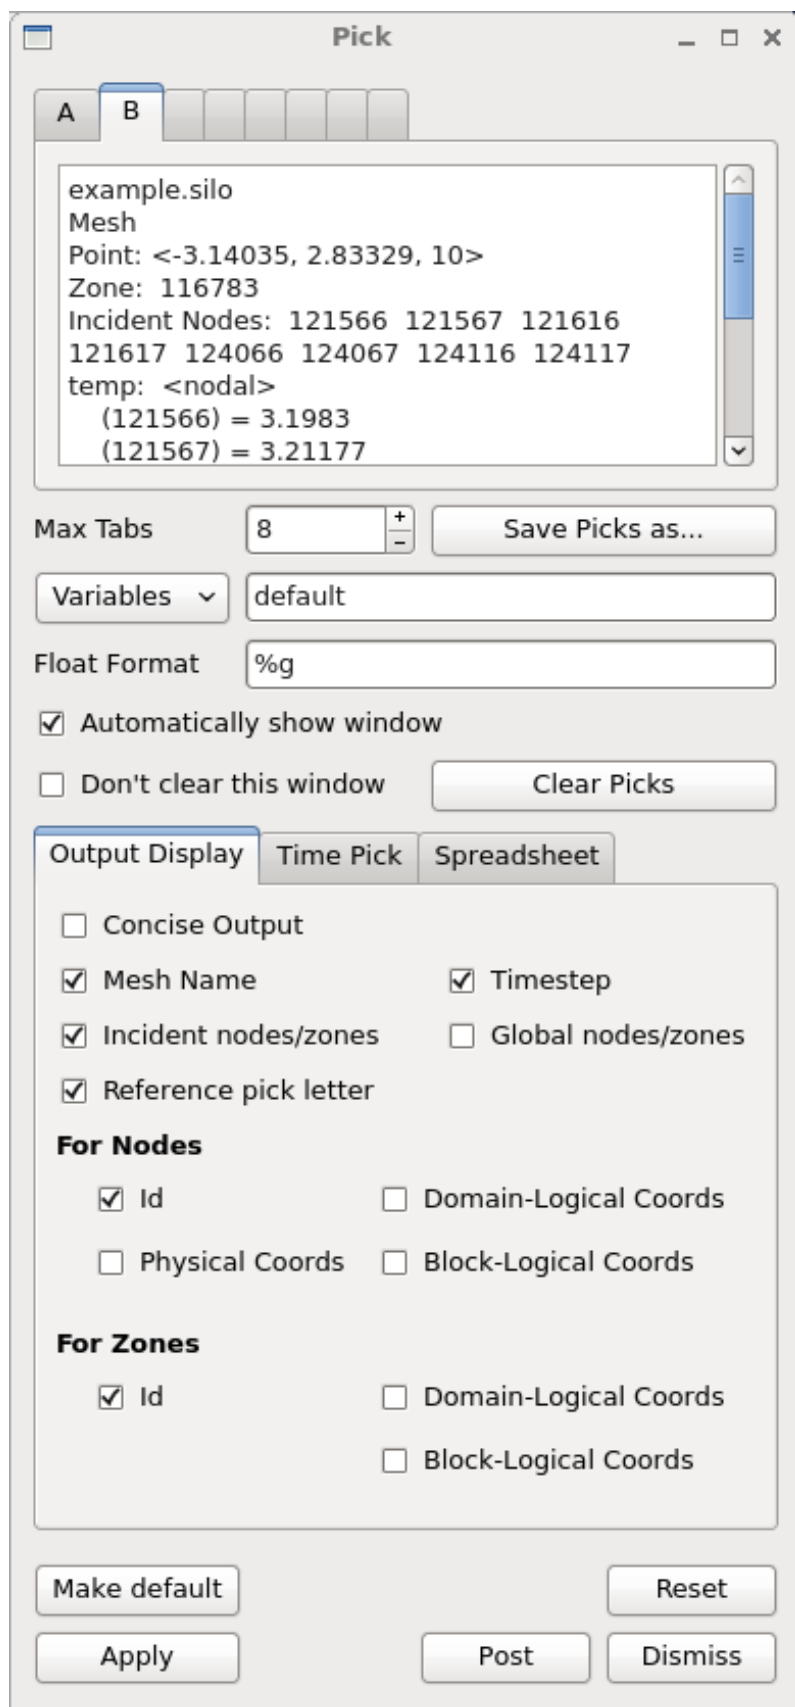 Pick
A B
example.silo
Mesh
Point: <-3.14035, 2.83329, 10>
Zone:  116783
Incident Nodes:  121566  121567  121616
121617  124066  124067  124116  124117
temp:  <nodal>
(121566) = 3.1983
(121567) = 3.21177
Max Tabs 8 Save Picks as...
Variables default
Float Format %g
Automatically show window
Don't clear this window Clear Picks
Output Display Time Pick Spreadsheet
Concise Output
Mesh Name Timestep
Incident nodes/zones Global nodes/zones
Reference pick letter
For Nodes
Id Domain-Logical Coords
Physical Coords Block-Logical Coords
For Zones
Id Domain-Logical Coords
Block-Logical Coords
Make default Reset
Apply Post Dismiss